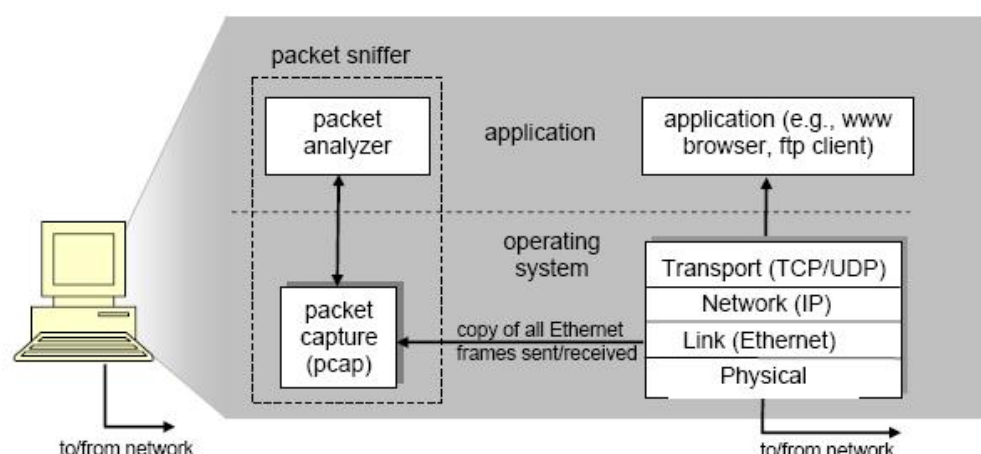 packet sniffer
packet
analyzer
application
application (e.g., www
browser, ftp client)
operating
system
packet
capture
(pcap)
copy of all Ethernet
frames sent/received
Transport (TCP/UDP)
Network (IP)
Link (Ethernet)
Physical
to/from network
to/from network